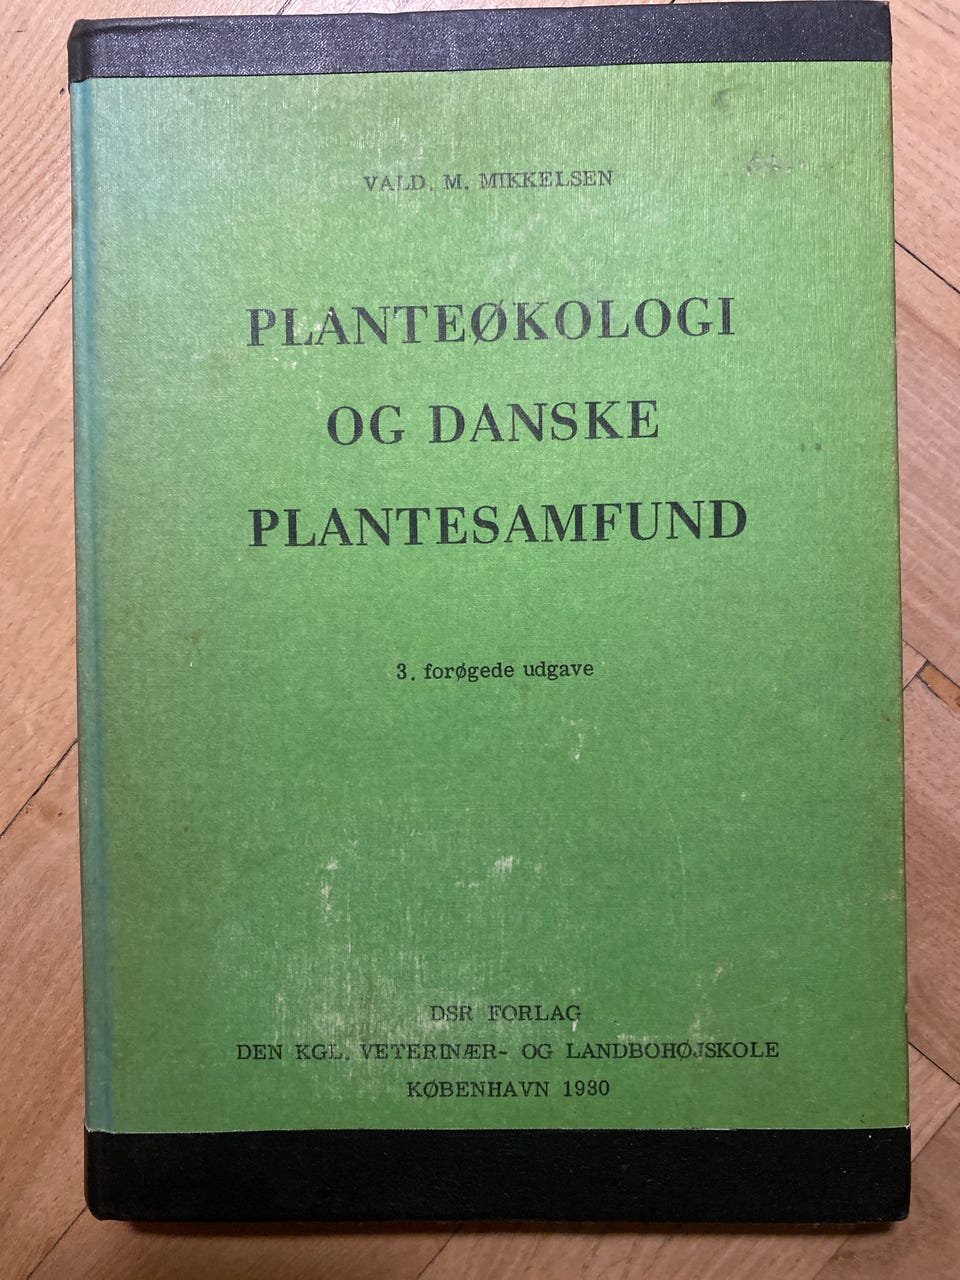 VALD. M. MIKKELSEN
PLANTEØKOLOGI
OG DANSKE
PLANTESAMFUND
3. forøgede udgave
DSR FORLAG
DEN KGL. VETERINÆR- OG LANDBOHØJSKOLE
KØBENHAVN 1980